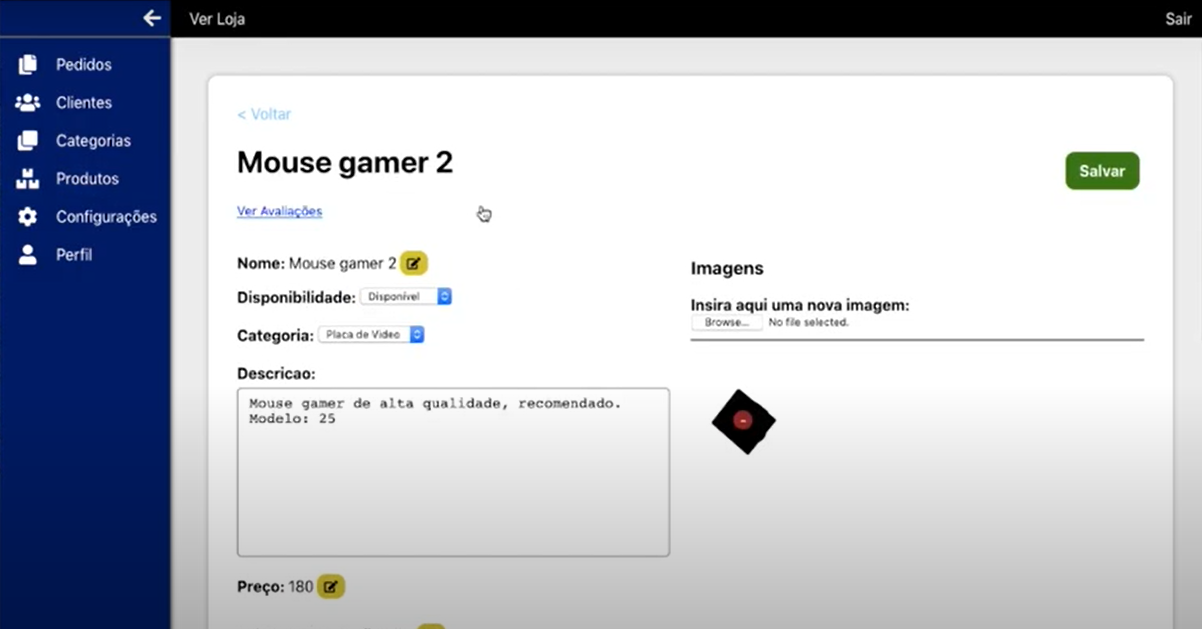 Ver Loja
Sair
Pedidos
Clientes
Categorias
Produtos
Configurações
Perfil
< Voltar
Mouse gamer 2
Salvar
Ver Avaliações
Nome: Mouse gamer 2
Disponibilidade: Disponível
Categoria: Placa de Video
Descricao:
Mouse gamer de alta qualidade, recomendado.
Modelo: 25
Preço: 180
Imagens
Insira aqui uma nova imagem:
Browse... No file selected.